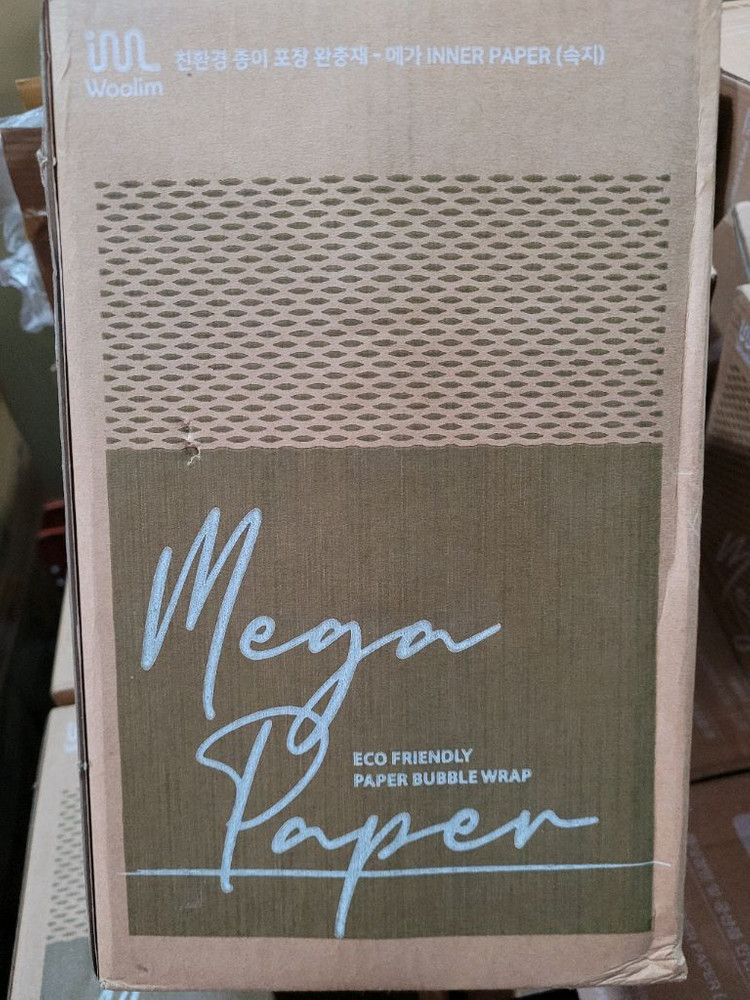 Woolim
친환경 종이 포장 완충재 - 메가 INNER PAPER (속지)
Mega
Paper
ECO FRIENDLY
PAPER BUBBLE WRAP